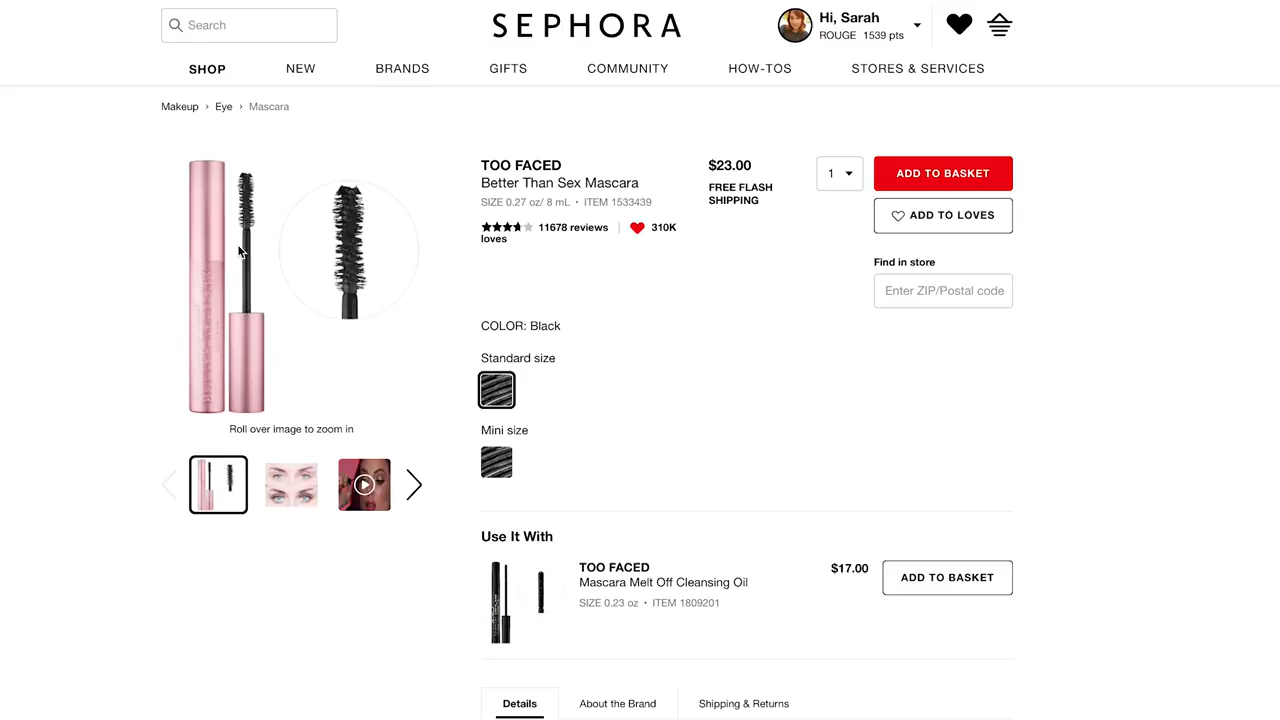 Search
SEPHORA
Hi, Sarah
ROUGE 1539 pts
SHOP
NEW
BRANDS
GIFTS
COMMUNITY
HOW-TOS
STORES & SERVICES
Makeup › Eye › Mascara
TOO FACED
Better Than Sex Mascara
SIZE 0.27 oz/ 8 mL • ITEM 1533439
11678 reviews | 310K
loves
$23.00
FREE FLASH
SHIPPING
1
ADD TO BASKET
ADD TO LOVES
Find in store
Enter ZIP/Postal code
COLOR: Black
Standard size
Mini size
Roll over image to zoom in
Use It With
TOO FACED
Mascara Melt Off Cleansing Oil
SIZE 0.23 oz • ITEM 1809201
$17.00
ADD TO BASKET
Details
About the Brand
Shipping & Returns